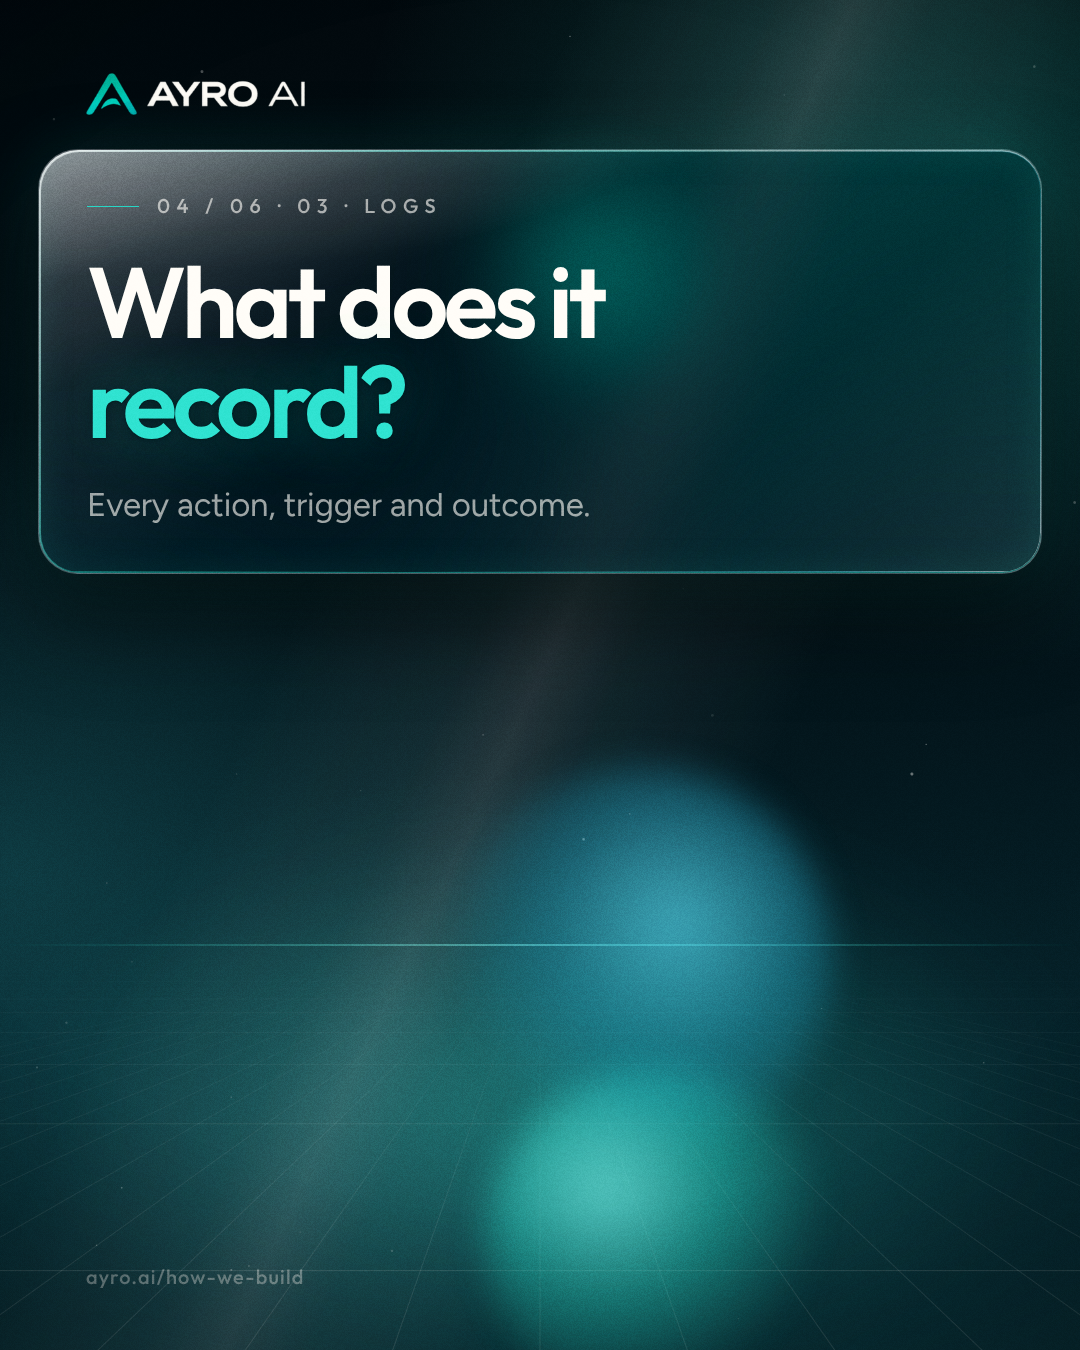 AYRO AI
04 / 06 · 03 · LOGS
What does it
record?
Every action, trigger and outcome.
ayro.ai/how-we-build